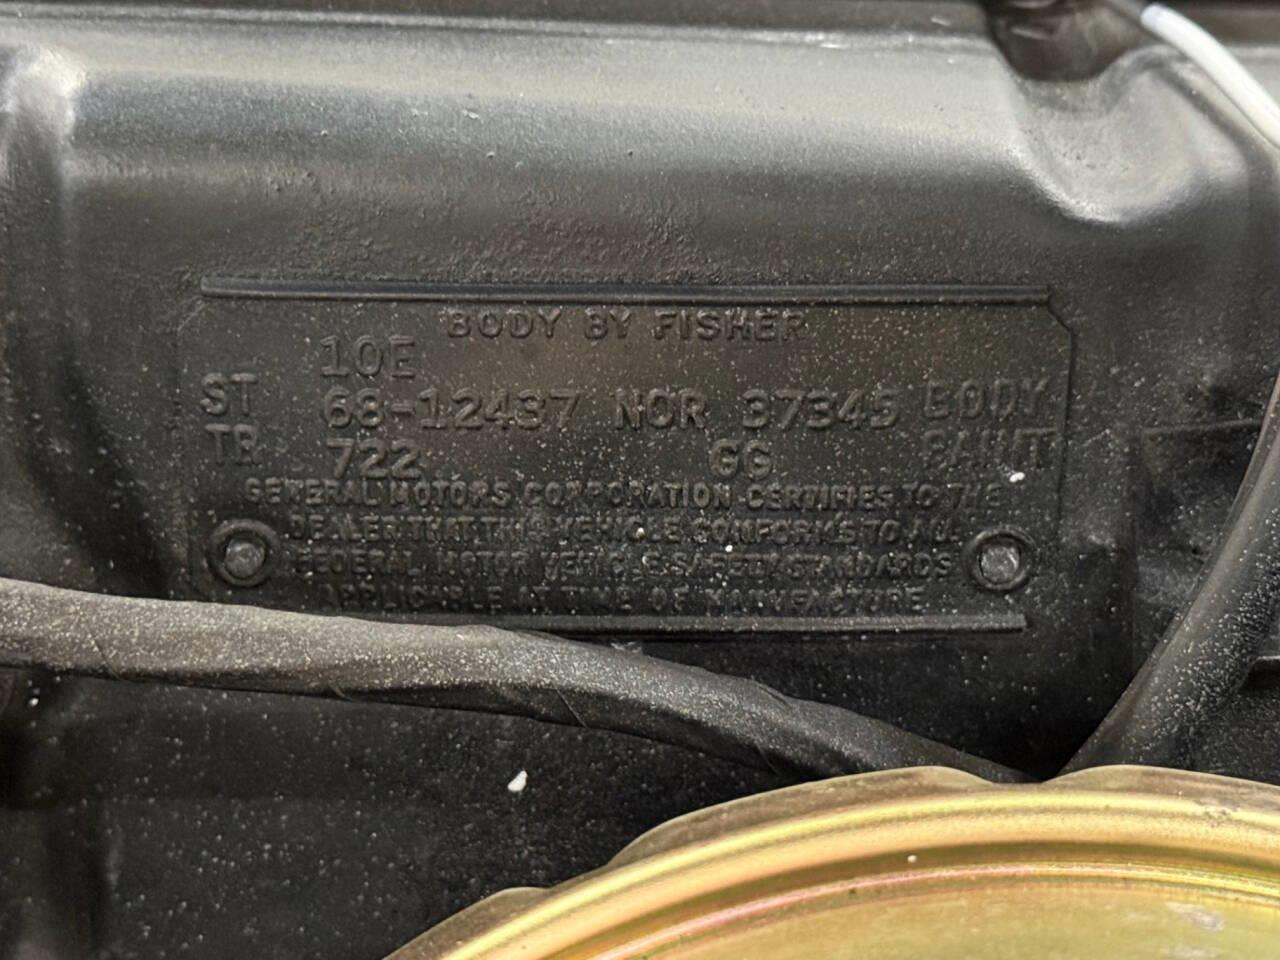 BODY BY FISHER
10E
ST 68-12437 NOR 37345 BODY
TR 722 GG PAINT
GENERAL MOTORS CORPORATION CERTIFIES TO THE
DEALER THAT THIS VEHICLE CONFORMS TO ALL
FEDERAL MOTOR VEHICLE SAFETY STANDARDS
APPLICABLE AT TIME OF MANUFACTURE